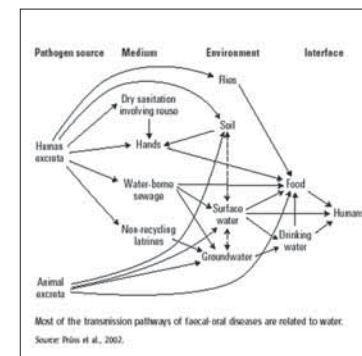 Pathogen source Medium Environment Interface
Flies
Dry sanitation
involving reuse
Soil
Human
excreta
Hands
Water-borne
sewage
Food
Surface
water
Humans
Non-recycling
latrines
Drinking
water
Groundwater
Animal
excreta
Most of the transmission pathways of faecal-oral diseases are related to water.
Source: Prüss et al., 2002.